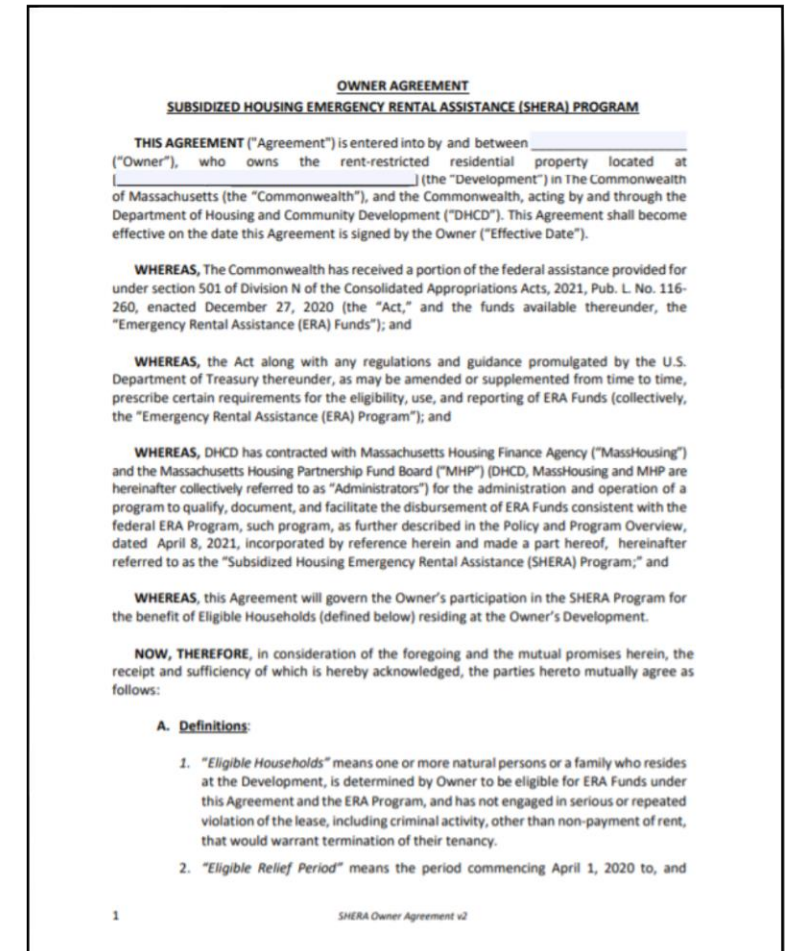 OWNER AGREEMENT
SUBSIDIZED HOUSING EMERGENCY RENTAL ASSISTANCE (SHERA) PROGRAM
THIS AGREEMENT ("Agreement") is entered into by and between
("Owner"), who owns the rent-restricted residential property located at
[ ] (the "Development") in The Commonwealth
of Massachusetts (the "Commonwealth"), and the Commonwealth, acting by and through the
Department of Housing and Community Development ("DHCD"). This Agreement shall become
effective on the date this Agreement is signed by the Owner ("Effective Date").
WHEREAS, The Commonwealth has received a portion of the federal assistance provided for
under section 501 of Division N of the Consolidated Appropriations Acts, 2021, Pub. L. No. 116-
260, enacted December 27, 2020 (the "Act," and the funds available thereunder, the
"Emergency Rental Assistance (ERA) Funds"); and
WHEREAS, the Act along with any regulations and guidance promulgated by the U.S.
Department of Treasury thereunder, as may be amended or supplemented from time to time,
prescribe certain requirements for the eligibility, use, and reporting of ERA Funds (collectively,
the "Emergency Rental Assistance (ERA) Program"); and
WHEREAS, DHCD has contracted with Massachusetts Housing Finance Agency ("MassHousing")
and the Massachusetts Housing Partnership Fund Board ("MHP") (DHCD, MassHousing and MHP are
hereinafter collectively referred to as "Administrators") for the administration and operation of a
program to qualify, document, and facilitate the disbursement of ERA Funds consistent with the
federal ERA Program, such program, as further described in the Policy and Program Overview,
dated April 8, 2021, incorporated by reference herein and made a part hereof, hereinafter
referred to as the "Subsidized Housing Emergency Rental Assistance (SHERA) Program;" and
WHEREAS, this Agreement will govern the Owner's participation in the SHERA Program for
the benefit of Eligible Households (defined below) residing at the Owner's Development.
NOW, THEREFORE, in consideration of the foregoing and the mutual promises herein, the
receipt and sufficiency of which is hereby acknowledged, the parties hereto mutually agree as
follows:
A. Definitions:
1. "Eligible Households" means one or more natural persons or a family who resides
at the Development, is determined by Owner to be eligible for ERA Funds under
this Agreement and the ERA Program, and has not engaged in serious or repeated
violation of the lease, including criminal activity, other than non-payment of rent,
that would warrant termination of their tenancy.
2. "Eligible Relief Period" means the period commencing April 1, 2020 to, and
1 SHERA Owner Agreement v2